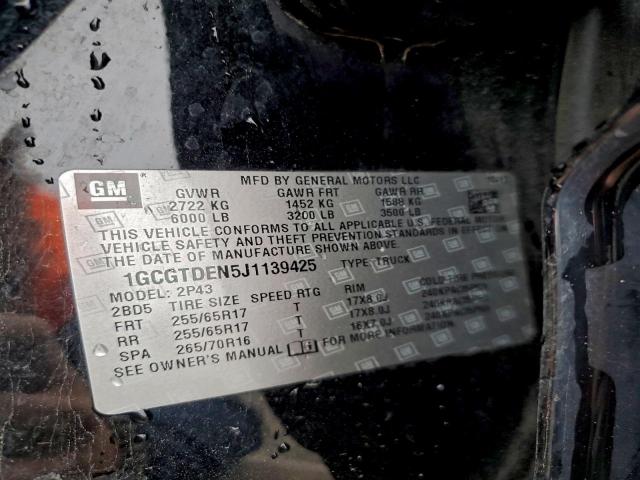 GM
MFD BY GENERAL MOTORS LLC
GVWR GAWR FRT GAWR RR
2722 KG 1452 KG 1588 KG
6000 LB 3200 LB 3500 LB
THIS VEHICLE CONFORMS TO ALL APPLICABLE U.S. FEDERAL MOTOR
VEHICLE SAFETY AND THEFT PREVENTION STANDARDS IN EFFECT ON
THE DATE OF MANUFACTURE SHOWN ABOVE.
1GCGTDEN5J1139425 TYPE: TRUCK
MODEL: 2P43
2BD5 TIRE SIZE SPEED RTG RIM COLD TIRE PRESSURE
FRT 255/65R17 T 17X8.0J
RR 255/65R17 T 17X8.0J
SPA 265/70R16 T 16X7.0J
SEE OWNER'S MANUAL FOR MORE INFORMATION